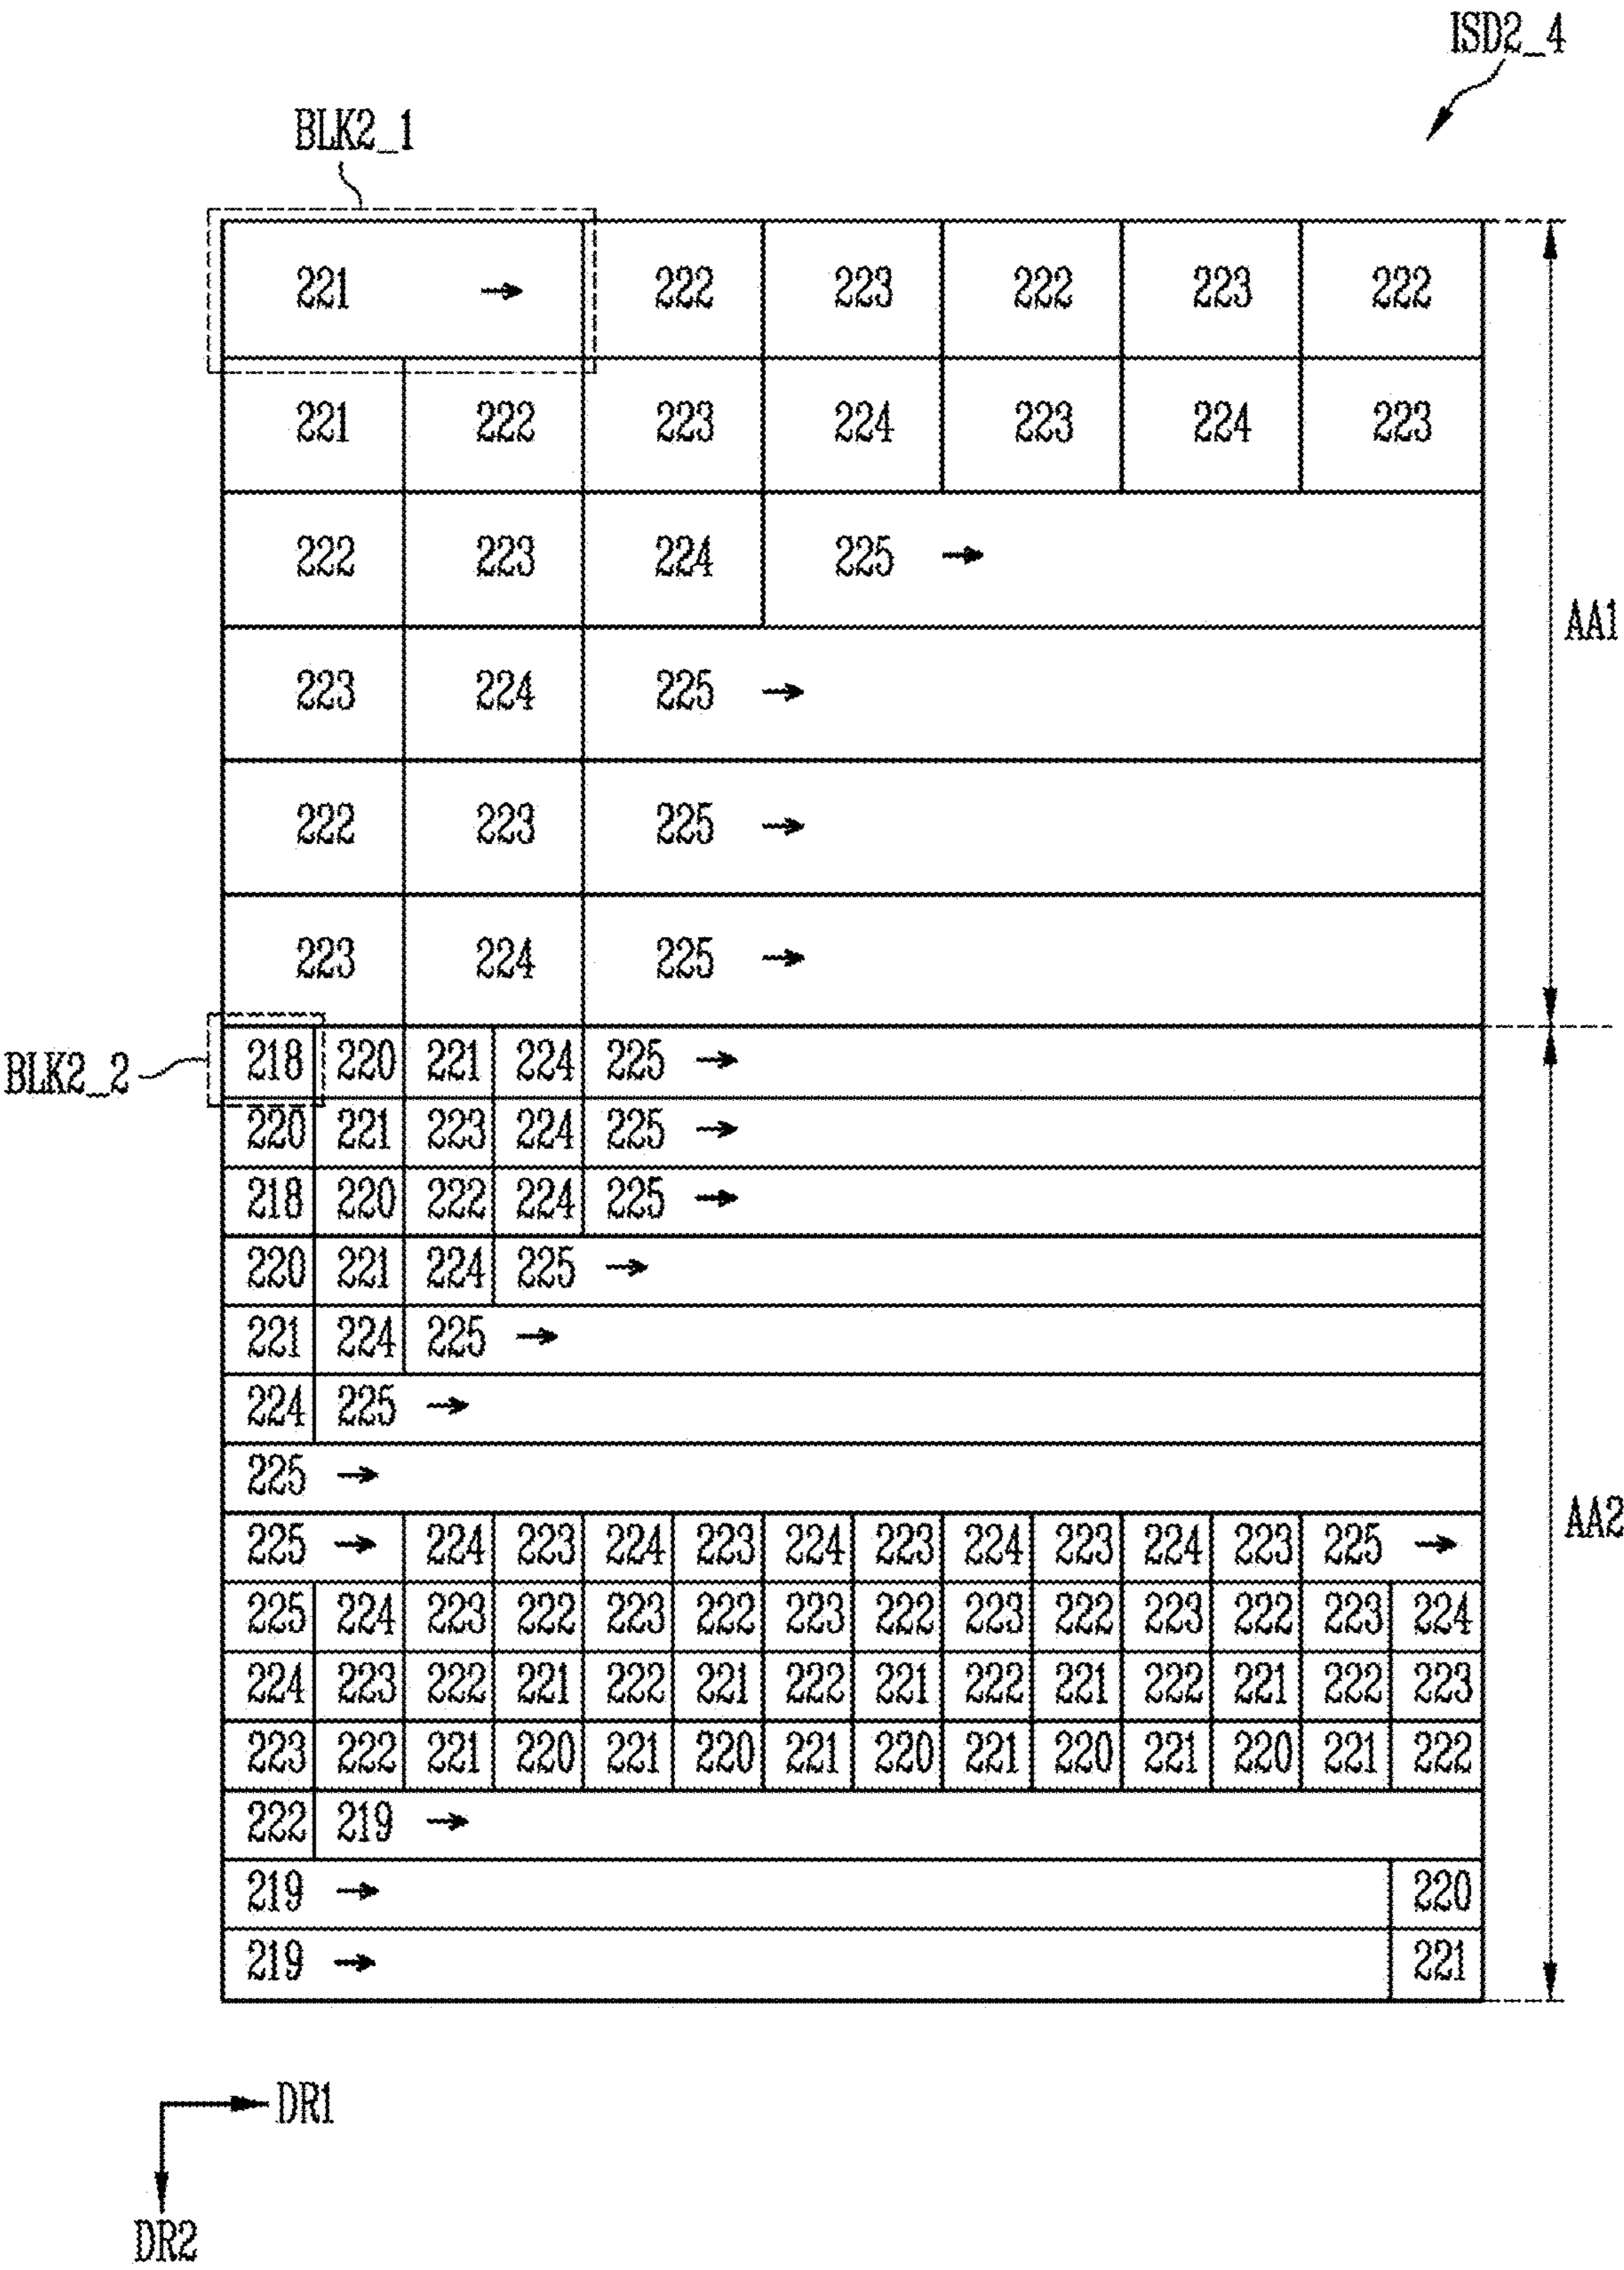 ISD2_4
BLK2_1
221 → 222 223 222 223 222
221 222 223 224 223 224 223
222 223 224 225 →
AA1
223 224 225 →
222 223 225 →
223 224 225 →
218 220 221 224 225 →
BLK2_2
220 221 223 224 225 →
218 220 222 224 225 →
220 221 224 225 →
221 224 225 →
224 225 →
225 →
AA2
225 → 224 223 224 223 224 223 224 223 224 223 225 →
225 224 223 222 223 222 223 222 223 222 223 222 223 224
224 223 222 221 222 221 222 221 222 221 222 221 222 223
223 222 221 220 221 220 221 220 221 220 221 220 221 222
222 219 →
219 → 220
219 → 221
DR1
DR2